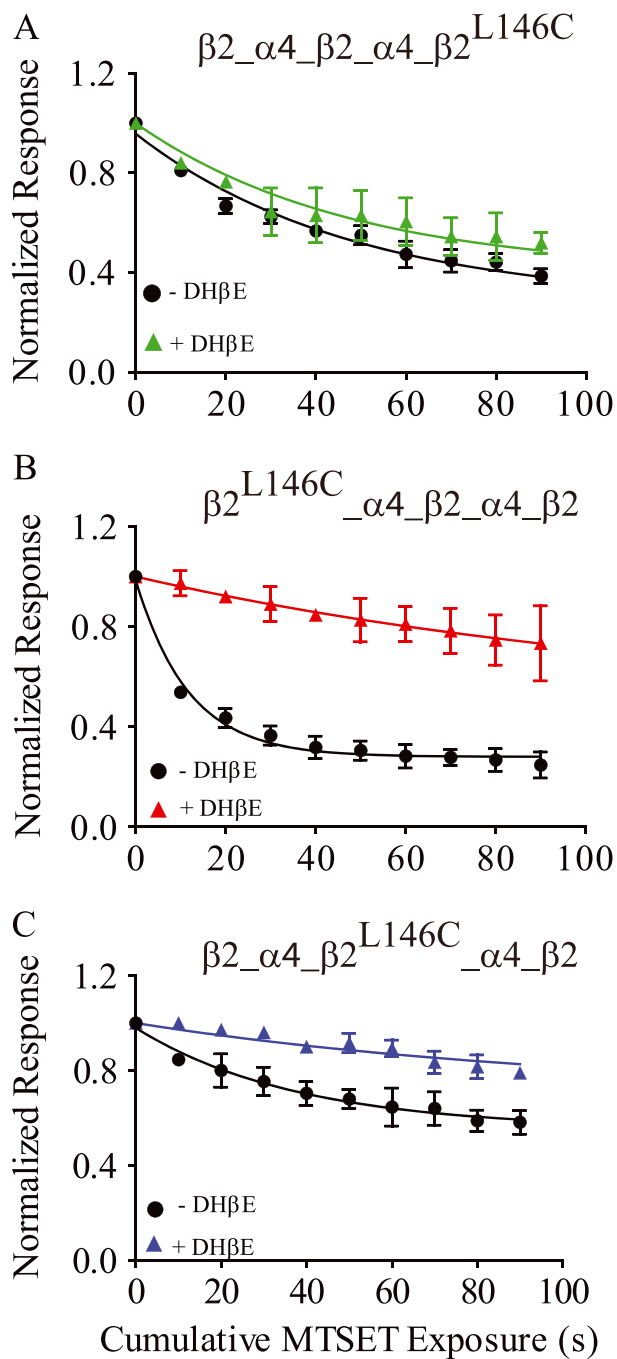 A
β2_α4_β2_α4_β2^L146C
Normalized Response
1.2
0.8
0.4
0.0
- DHβE
+ DHβE
0 20 40 60 80 100
B
β2^L146C_α4_β2_α4_β2
Normalized Response
1.2
0.8
0.4
0.0
- DHβE
+ DHβE
0 20 40 60 80 100
C
β2_α4_β2^L146C_α4_β2
Normalized Response
1.2
0.8
0.4
0.0
- DHβE
+ DHβE
0 20 40 60 80 100
Cumulative MTSET Exposure (s)